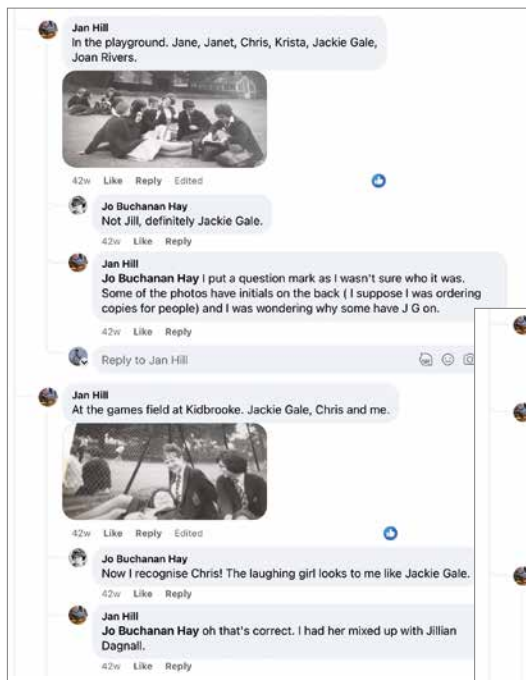 Jan Hill
In the playground. Jane, Janet, Chris, Krista, Jackie Gale,
Joan Rivers.
42w Like Reply Edited
Jo Buchanan Hay
Not Jill, definitely Jackie Gale.
42w Like Reply
Jan Hill
Jo Buchanan Hay I put a question mark as I wasn't sure who it was.
Some of the photos have initials on the back ( I suppose I was ordering
copies for people) and I was wondering why some have J G on.
42w Like Reply
Reply to Jan Hill
Jan Hill
At the games field at Kidbrooke. Jackie Gale, Chris and me.
42w Like Reply Edited
Jo Buchanan Hay
Now I recognise Chris! The laughing girl looks to me like Jackie Gale.
42w Like Reply
Jan Hill
Jo Buchanan Hay oh that's correct. I had her mixed up with Jillian
Dagnall.
42w Like Reply